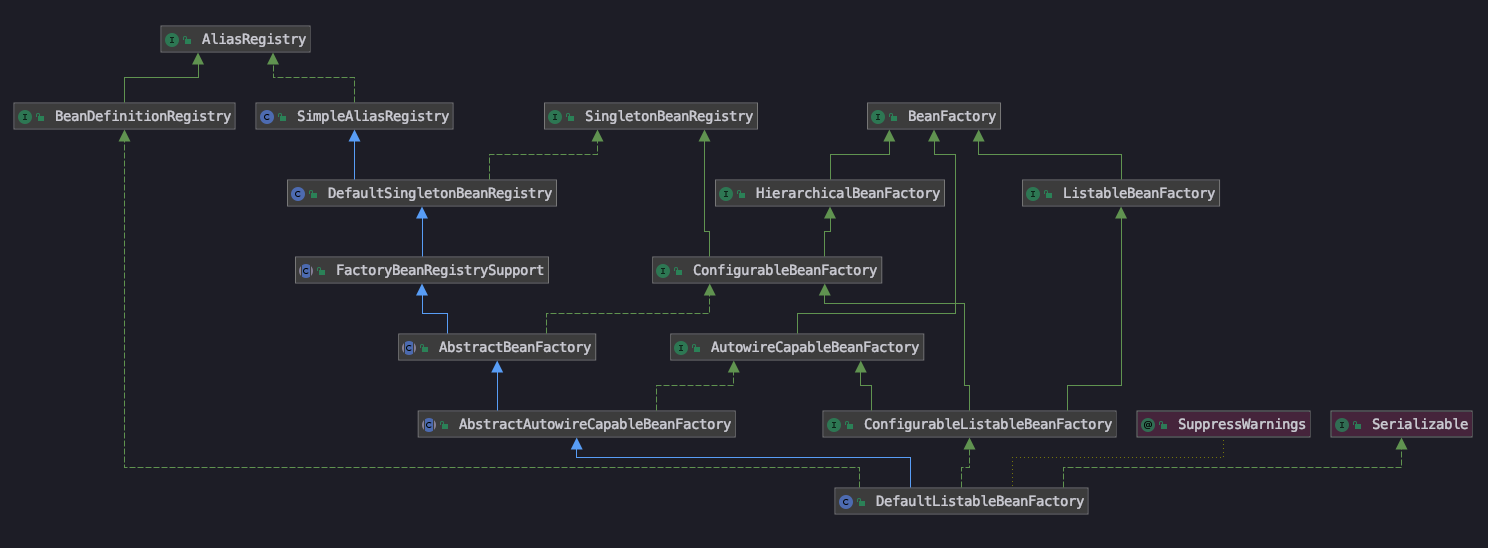 AliasRegistry
BeanDefinitionRegistry
SimpleAliasRegistry
SingletonBeanRegistry
BeanFactory
DefaultSingletonBeanRegistry
HierarchicalBeanFactory
ListableBeanFactory
FactoryBeanRegistrySupport
ConfigurableBeanFactory
AbstractBeanFactory
AutowireCapableBeanFactory
AbstractAutowireCapableBeanFactory
ConfigurableListableBeanFactory
SuppressWarnings
Serializable
DefaultListableBeanFactory